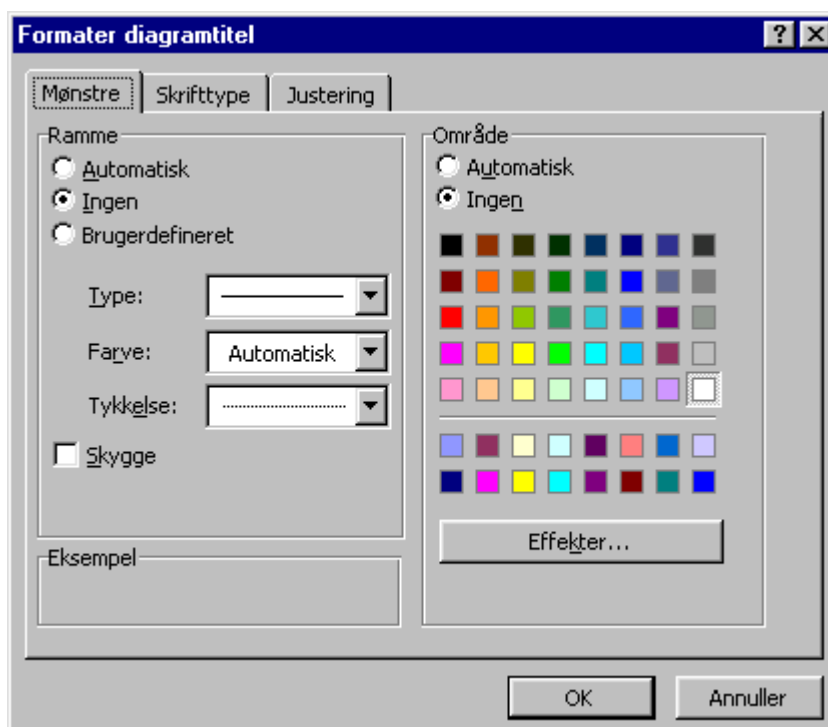 Formater diagramtitel
Mønstre Skrifttype Justering
Ramme
Automatisk
Ingen
Brugerdefineret
Type:
Farve: Automatisk
Tykkelse:
Skygge
Eksempel
Område
Automatisk
Ingen
Effekter...
OK Annuller